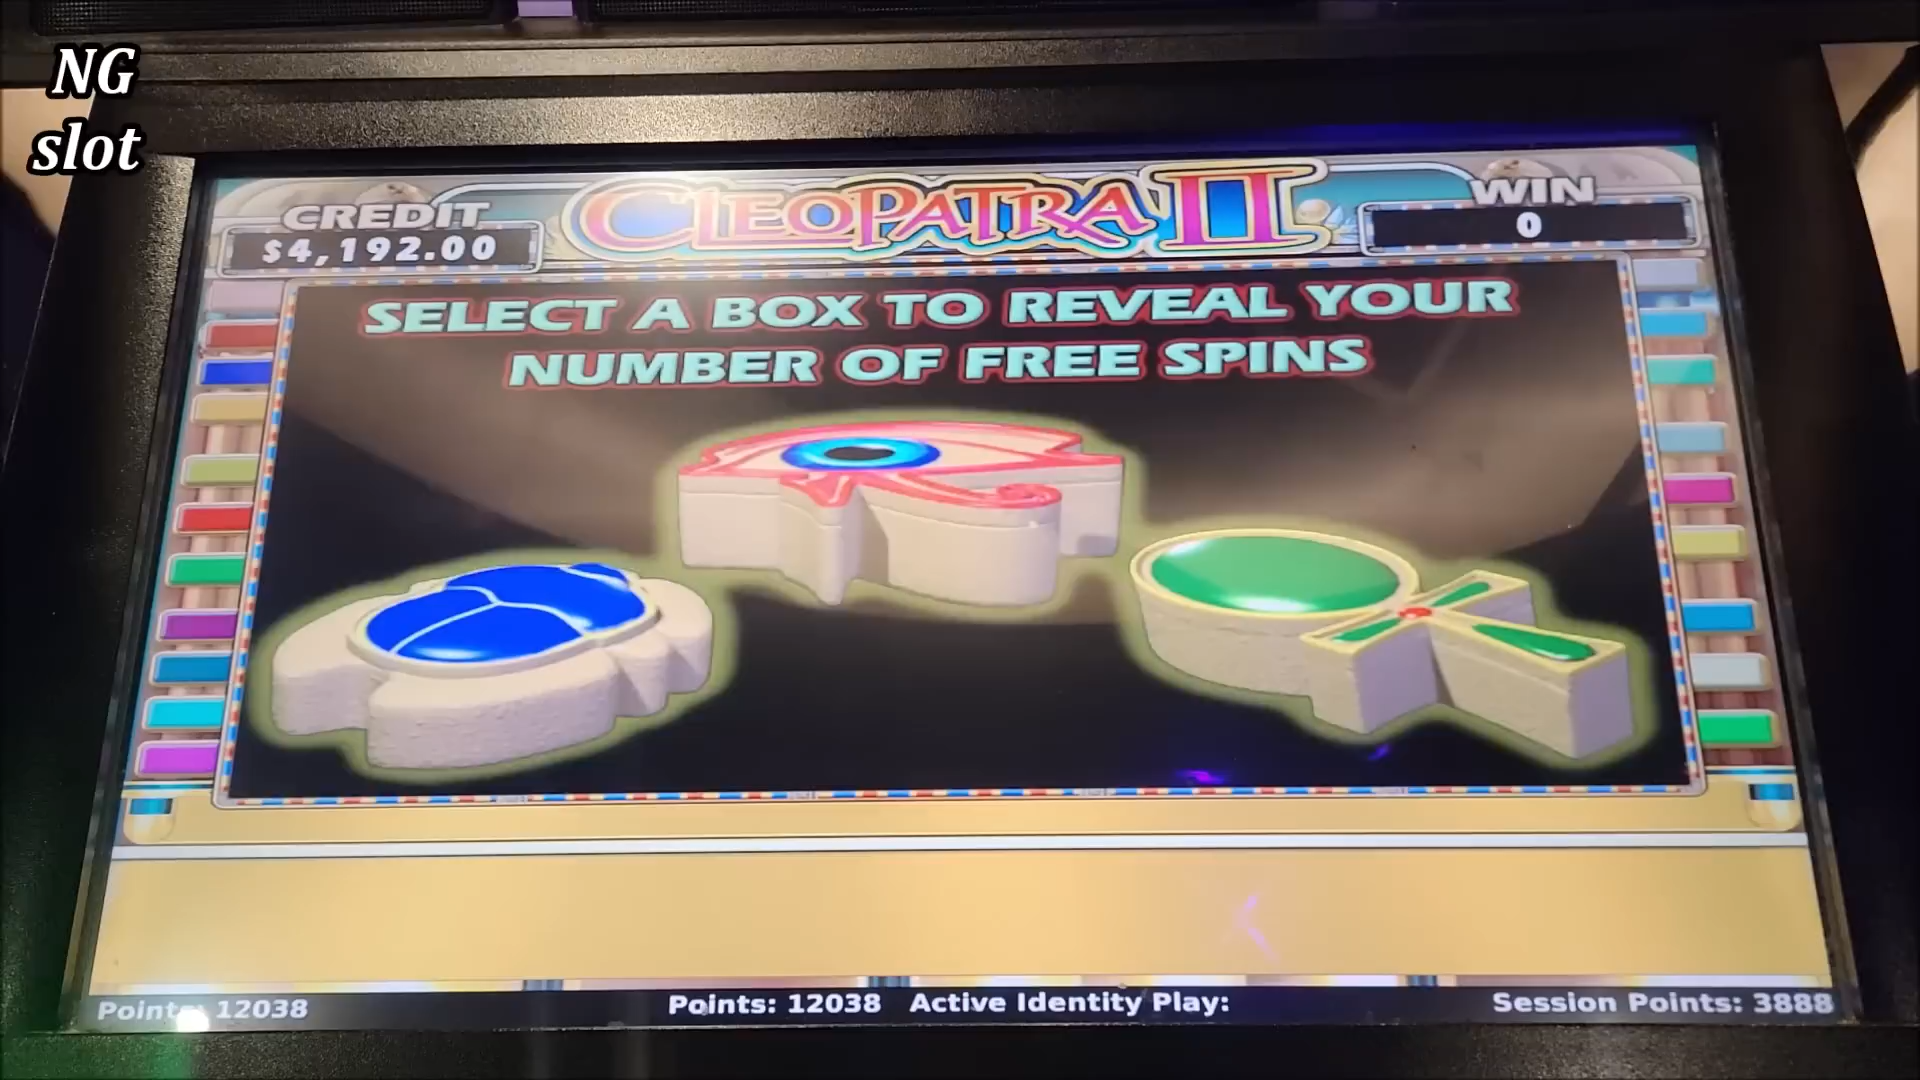 NG
slot
CLEOPATRA II
CREDIT
$4,192.00
WIN
0
SELECT A BOX TO REVEAL YOUR
NUMBER OF FREE SPINS
Points: 12038
Points: 12038 Active Identity Play:
Session Points: 3888